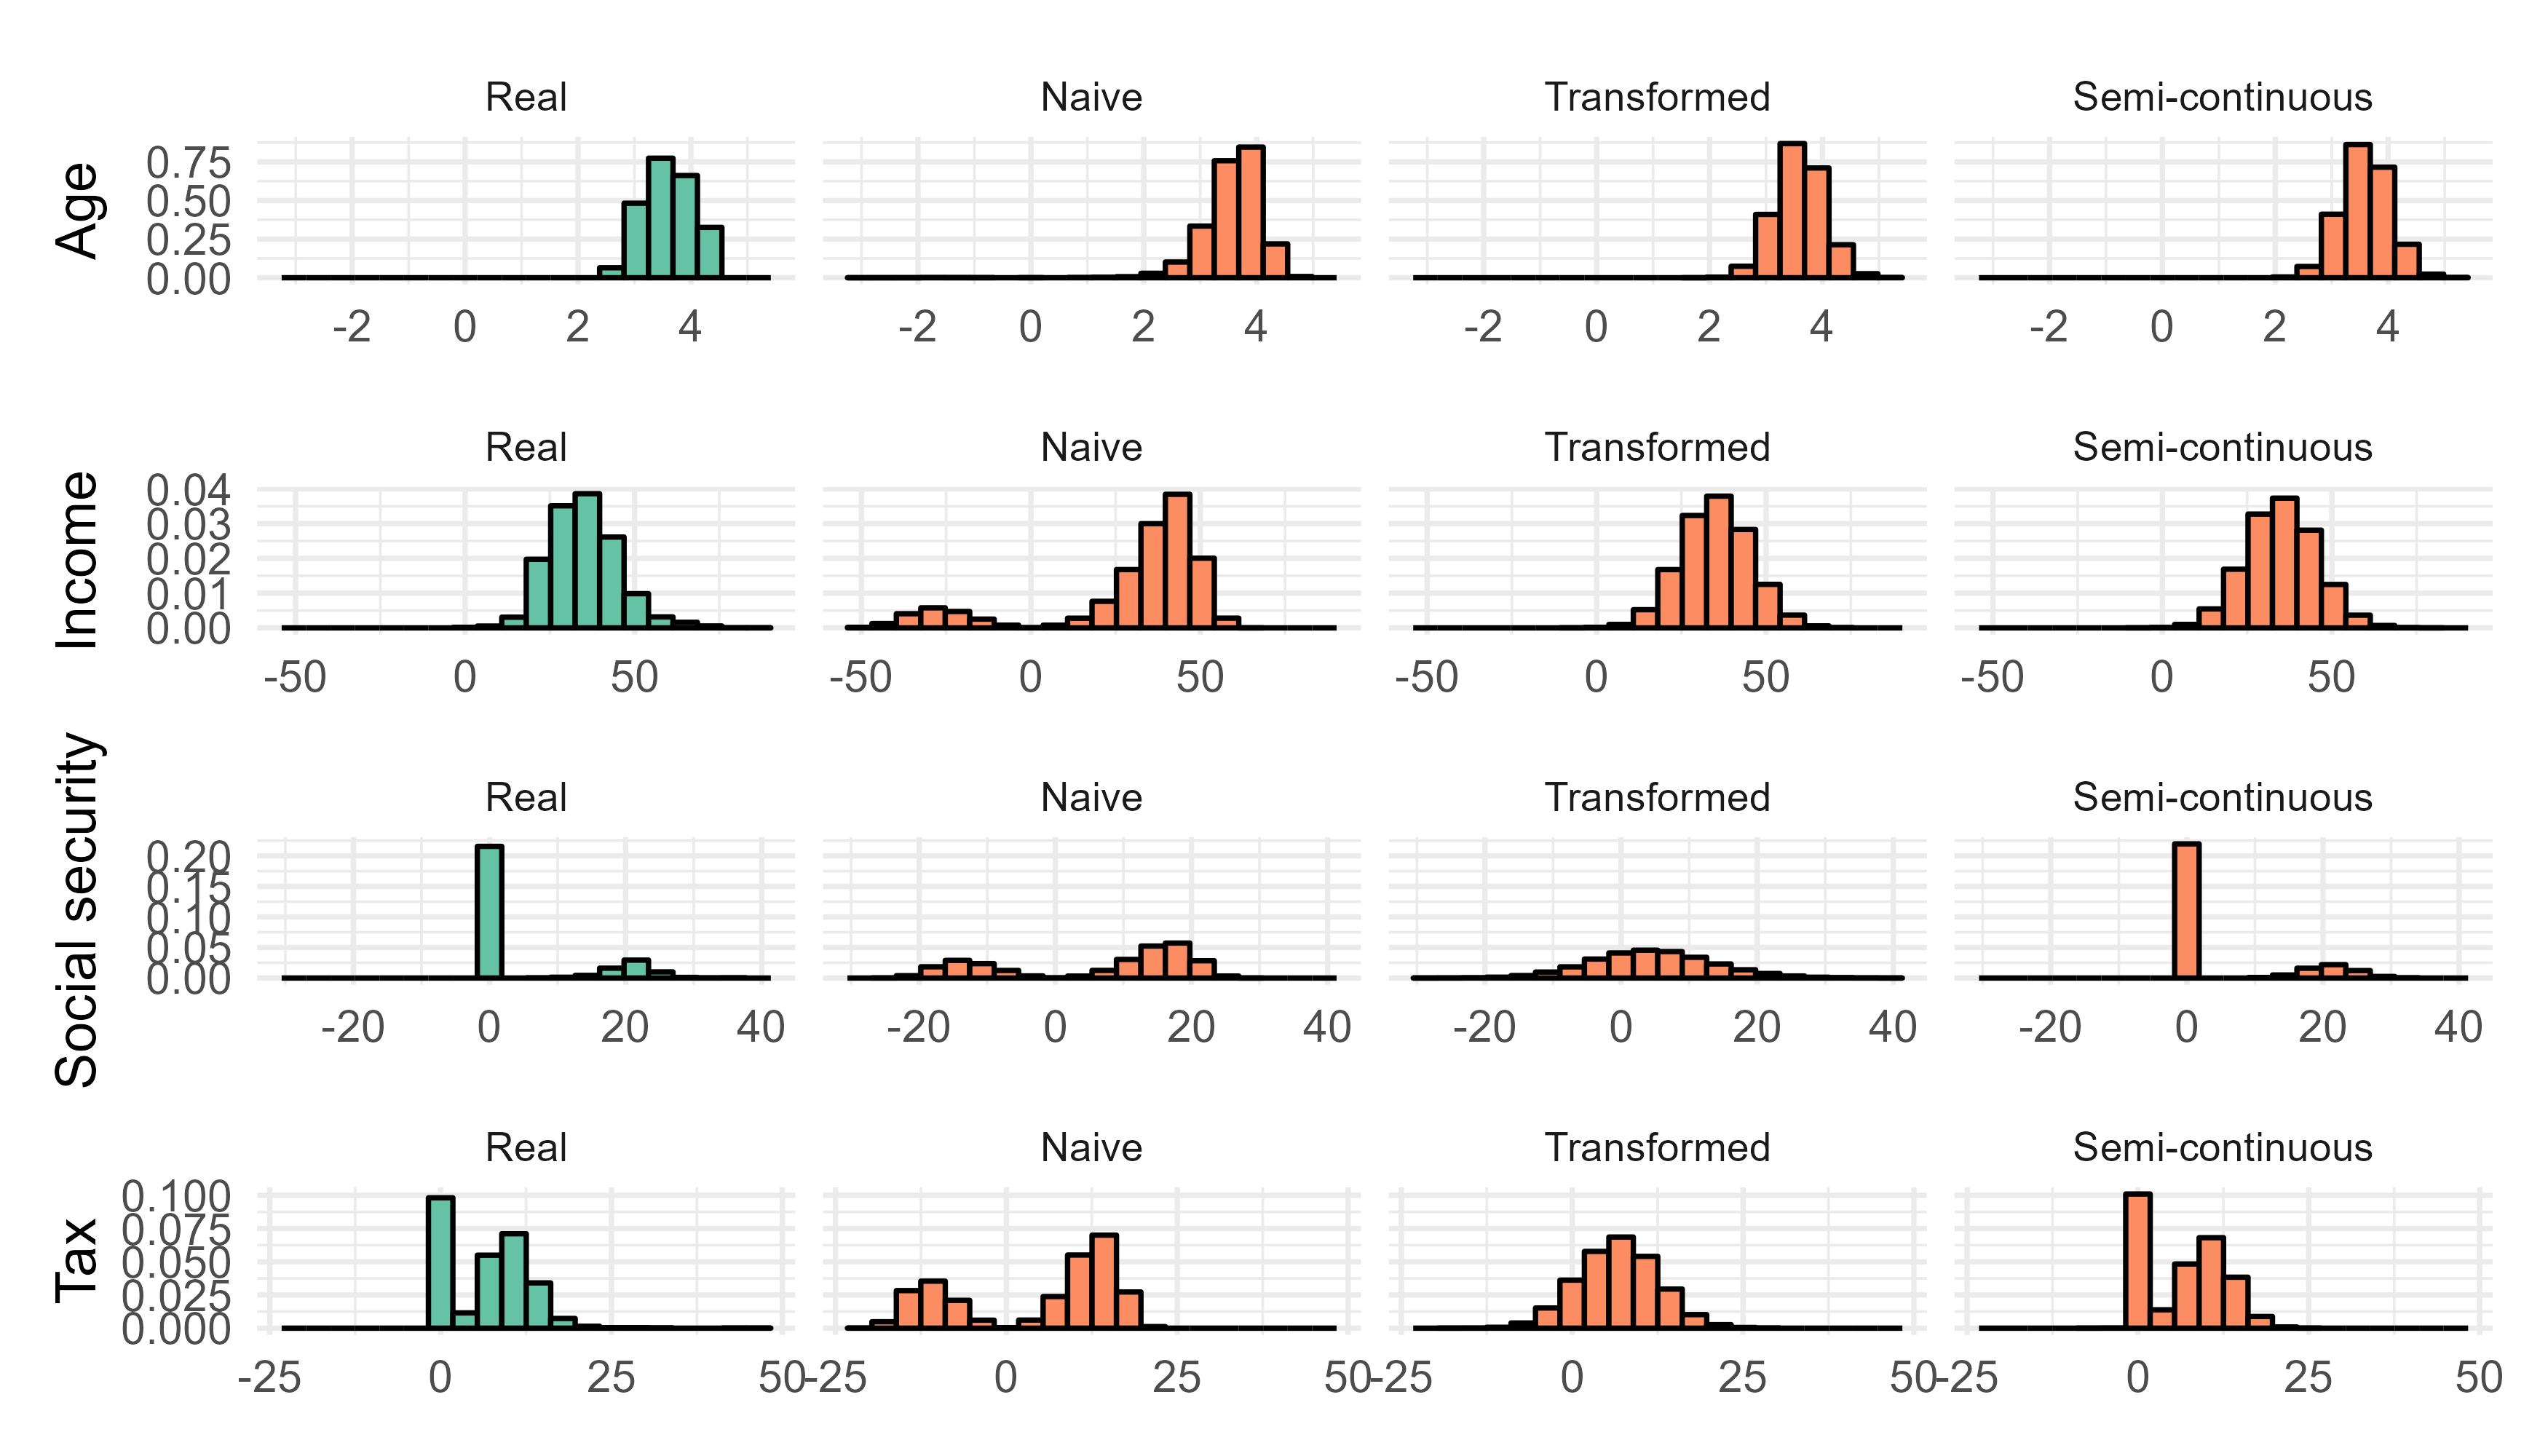 Age
Real Naive Transformed Semi-continuous
0.75
0.50
0.25
0.00
-2 0 2 4 -2 0 2 4 -2 0 2 4 -2 0 2 4
Income
Real Naive Transformed Semi-continuous
0.04
0.03
0.02
0.01
0.00
-50 0 50 -50 0 50 -50 0 50 -50 0 50
Social security
Real Naive Transformed Semi-continuous
0.20
0.15
0.10
0.05
0.00
-20 0 20 40 -20 0 20 40 -20 0 20 40 -20 0 20 40
Tax
Real Naive Transformed Semi-continuous
0.100
0.075
0.050
0.025
0.000
-25 0 25 50 -25 0 25 50 -25 0 25 50 -25 0 25 50